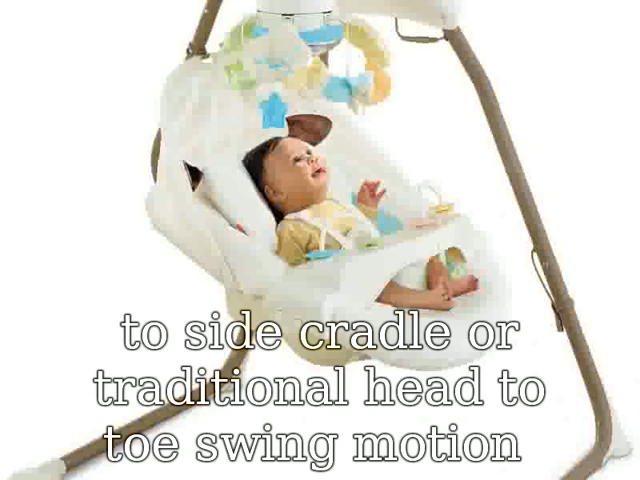 to side cradle or
traditional head to
toe swing motion